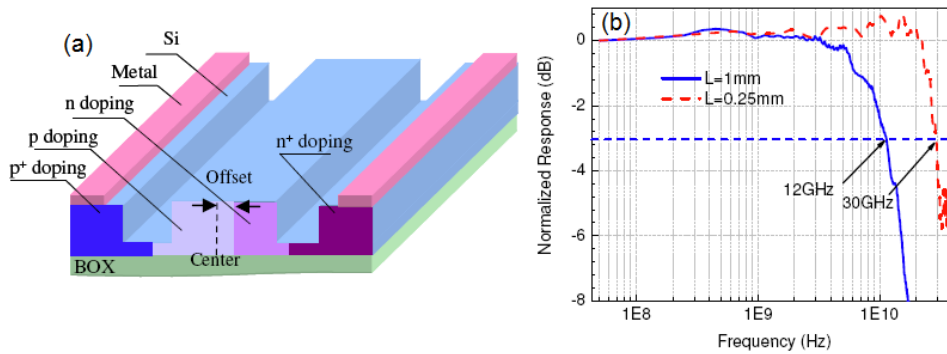 (a)
Si
Metal
n doping
p doping
p+ doping
n+ doping
Offset
Center
BOX
(b)
Normalized Response (dB)
0
-2
-4
-6
-8
L=1mm
L=0.25mm
12GHz
30GHz
1E8
1E9
1E10
Frequency (Hz)